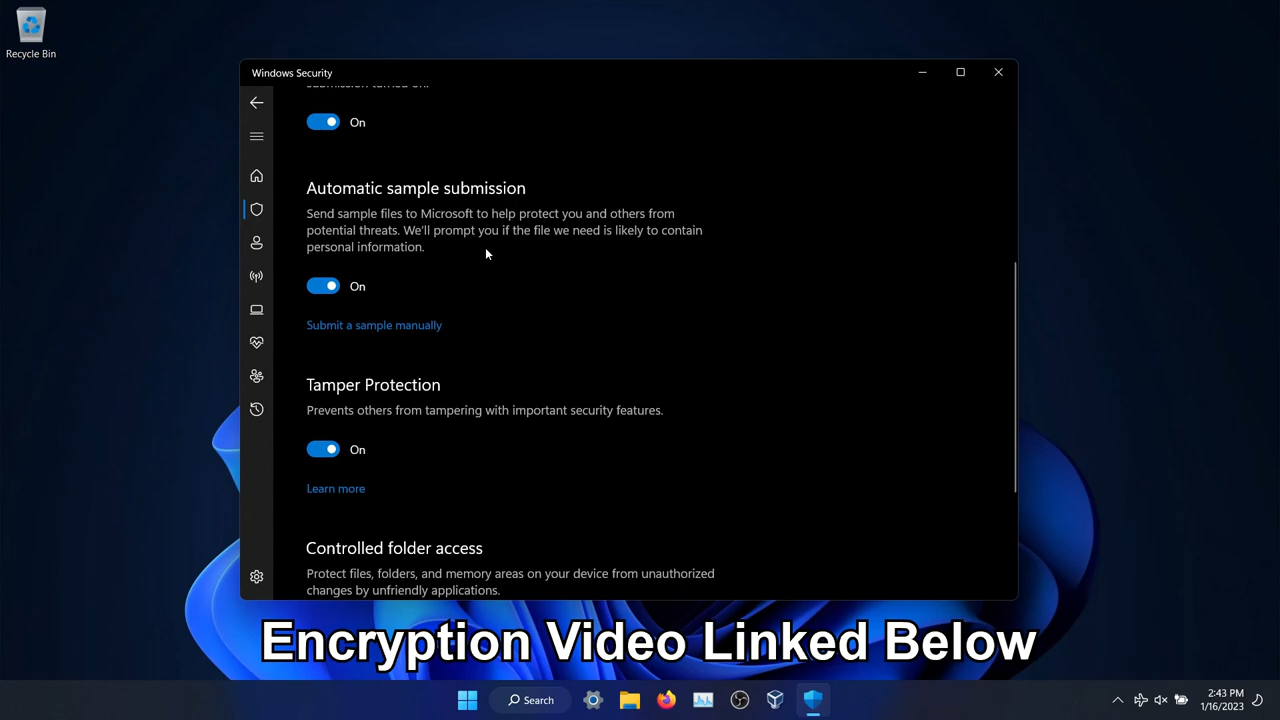 Recycle Bin
Windows Security
submission turned on.
On
Automatic sample submission
Send sample files to Microsoft to help protect you and others from
potential threats. We'll prompt you if the file we need is likely to contain
personal information.
On
Submit a sample manually
Tamper Protection
Prevents others from tampering with important security features.
On
Learn more
Controlled folder access
Protect files, folders, and memory areas on your device from unauthorized
changes by unfriendly applications.
Encryption Video Linked Below
Search
2:43 PM
1/16/2023